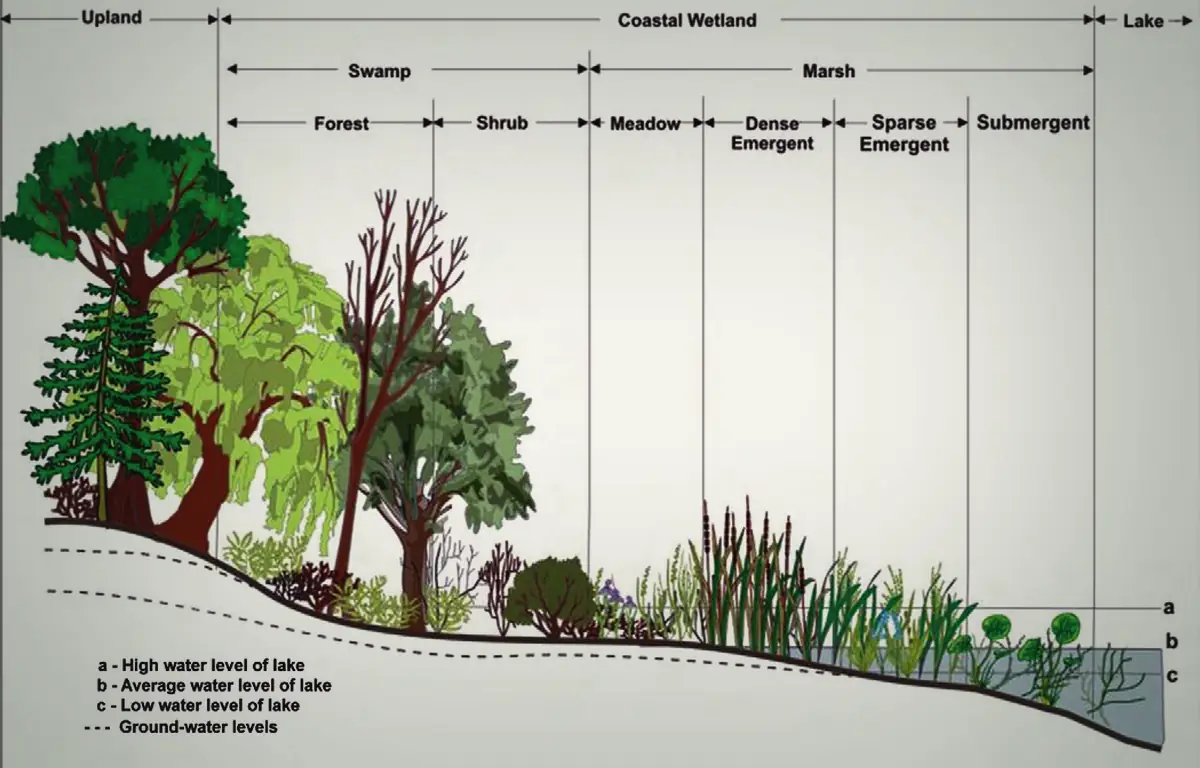 Upland
Coastal Wetland
Lake
Swamp
Marsh
Forest
Shrub
Meadow
Dense
Emergent
Sparse
Emergent
Submergent
a
b
c
a - High water level of lake
b - Average water level of lake
c - Low water level of lake
--- Ground-water levels